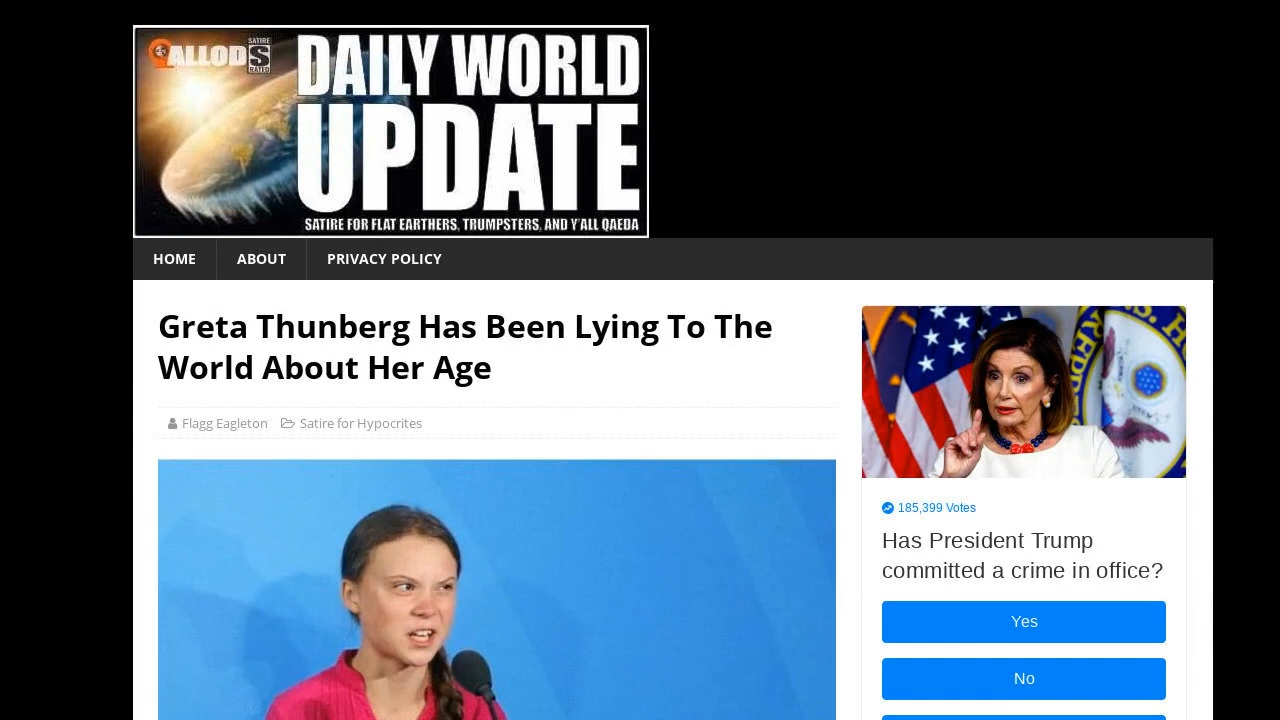 ALLOD S
SATIRE
RATED
DAILY WORLD
UPDATE
SATIRE FOR FLAT EARTHERS, TRUMPSTERS, AND Y'ALL QAEDA
HOME
ABOUT
PRIVACY POLICY
Greta Thunberg Has Been Lying To The
World About Her Age
Flagg Eagleton
Satire for Hypocrites
185,399 Votes
Has President Trump
committed a crime in office?
Yes
No